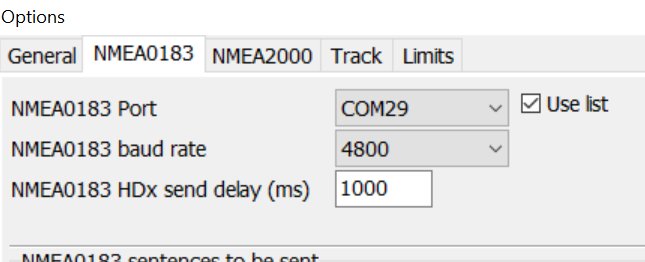 Options
General NMEA0183 NMEA2000 Track Limits
NMEA0183 Port COM29 Use list
NMEA0183 baud rate 4800
NMEA0183 HDx send delay (ms) 1000
NMEA0183 sentences to be sent